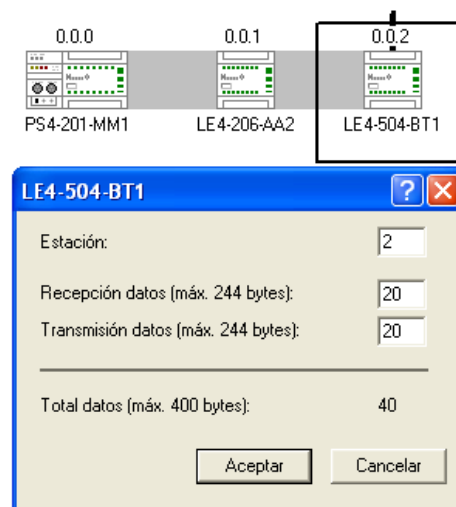 0.0.0 0.0.1 0.0.2
PS4-201-MM1 LE4-206-AA2 LE4-504-BT1
LE4-504-BT1
Estación: 2
Recepción datos (máx. 244 bytes): 20
Transmisión datos (máx. 244 bytes): 20
Total datos (máx. 400 bytes): 40
Aceptar Cancelar